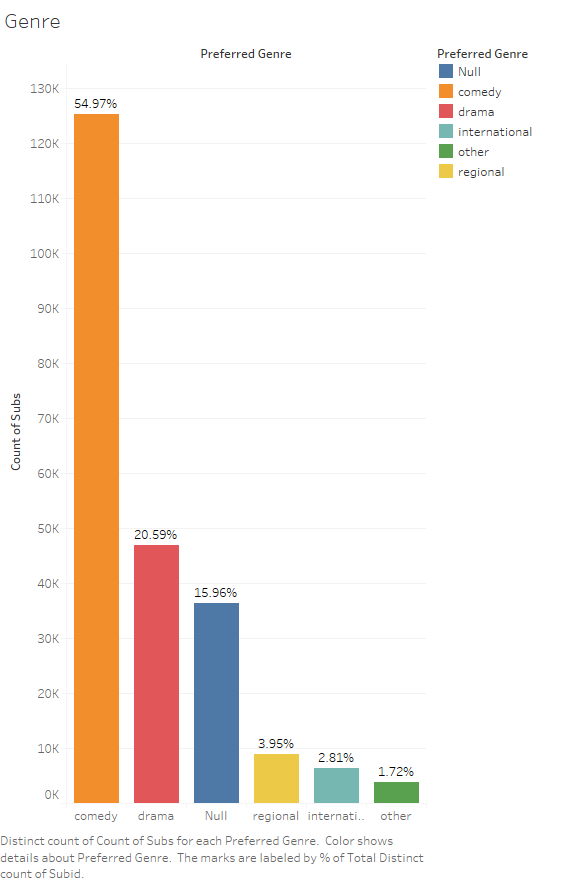 Genre
Preferred Genre
Preferred Genre
Null
comedy
drama
international
other
regional
130K
120K
110K
100K
90K
80K
70K
60K
50K
40K
30K
20K
10K
0K
Count of Subs
54.97%
20.59%
15.96%
3.95%
2.81%
1.72%
comedy drama Null regional internati.. other
Distinct count of Count of Subs for each Preferred Genre. Color shows
details about Preferred Genre. The marks are labeled by % of Total Distinct
count of Subid.